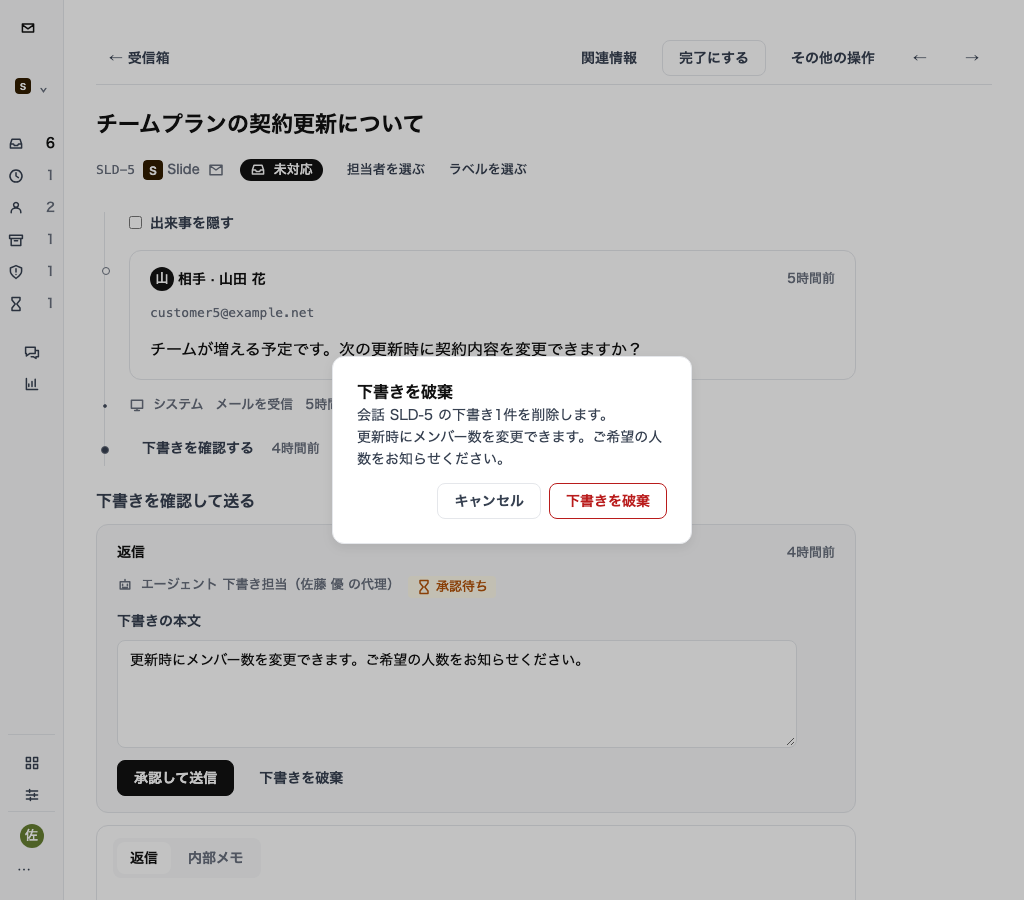 ← 受信箱
関連情報
完了にする
その他の操作
←
→
S
6
1
2
1
1
1
チームプランの契約更新について
SLD-5
S Slide
未対応
担当者を選ぶ
ラベルを選ぶ
出来事を隠す
山 相手 · 山田 花
5時間前
customer5@example.net
チームが増える予定です。次の更新時に契約内容を変更できますか？
システム メールを受信 5時間
下書きを確認する 4時間前
下書きを破棄
会話 SLD-5 の下書き1件を削除します。
更新時にメンバー数を変更できます。ご希望の人
数をお知らせください。
キャンセル
下書きを破棄
下書きを確認して送る
返信
4時間前
エージェント 下書き担当（佐藤 優 の代理）
承認待ち
下書きの本文
更新時にメンバー数を変更できます。ご希望の人数をお知らせください。
承認して送信
下書きを破棄
返信
内部メモ
佐
…